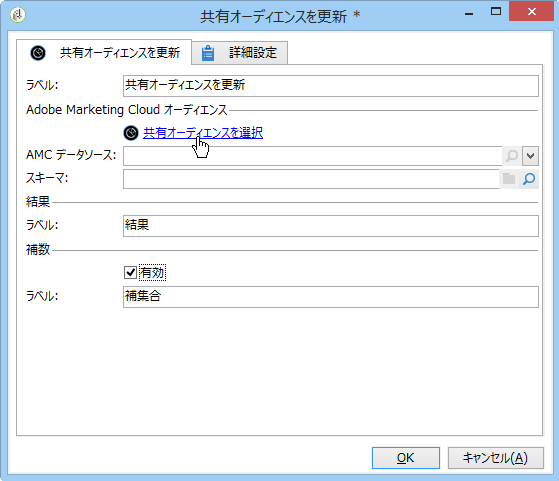 共有オーディエンスを更新 *
共有オーディエンスを更新 詳細設定
ラベル: 共有オーディエンスを更新
Adobe Marketing Cloud オーディエンス
共有オーディエンスを選択
AMC データソース:
スキーマ:
結果
ラベル: 結果
補数
有効
ラベル: 補集合
OK キャンセル(A)